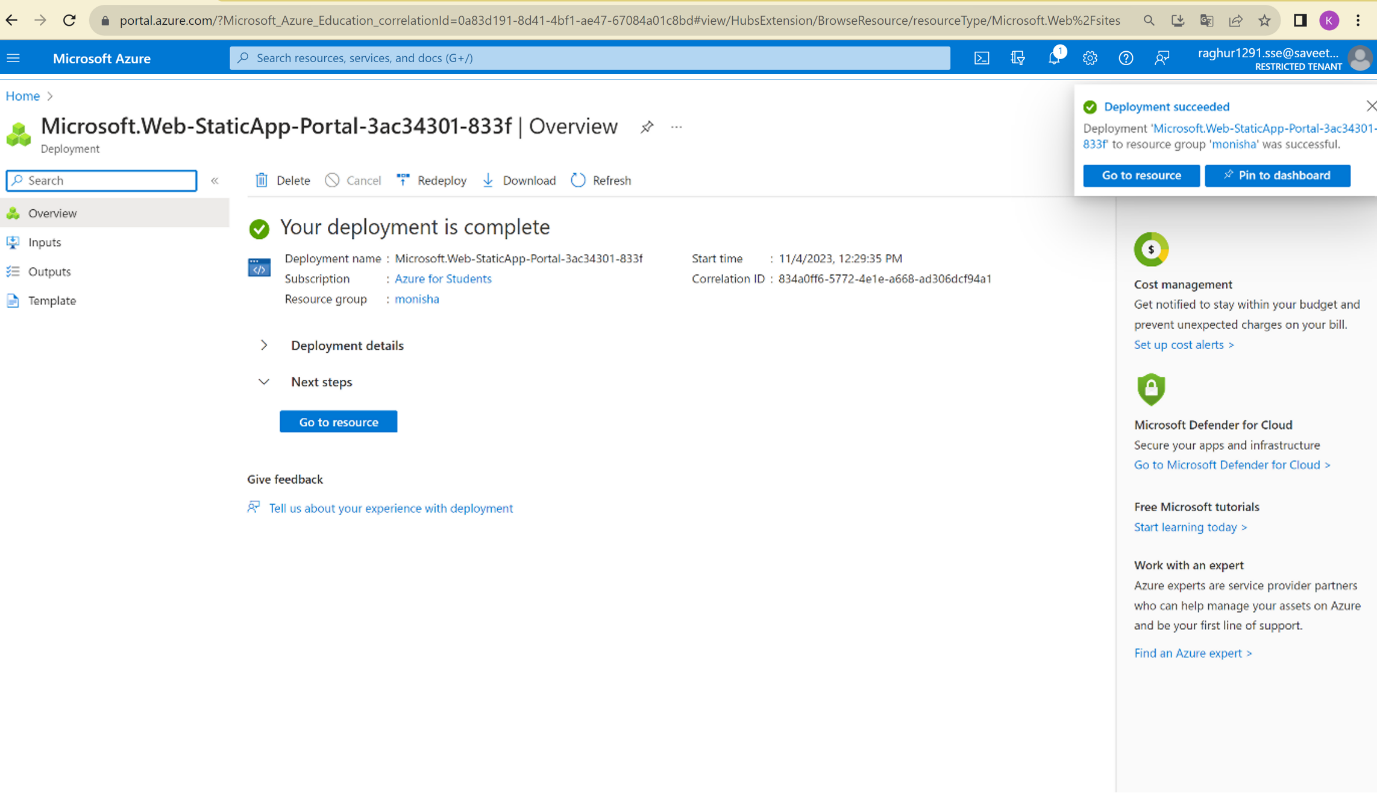 portal.azure.com/?Microsoft_Azure_Education_correlationId=0a83d191-8d41-4bf1-ae47-67084a01c8bd#view/HubsExtension/BrowseResource/resourceType/Microsoft.Web%2Fsites
K
Microsoft Azure
Search resources, services, and docs (G+/)
1
raghur1291.sse@saveet...
RESTRICTED TENANT
Home >
Microsoft.Web-StaticApp-Portal-3ac34301-833f | Overview
Deployment
Deployment succeeded
Deployment 'Microsoft.Web-StaticApp-Portal-3ac34301-
833f' to resource group 'monisha' was successful.
Go to resource
Pin to dashboard
Search
Overview
Inputs
Outputs
Template
Delete Cancel Redeploy Download Refresh
Your deployment is complete
Deployment name : Microsoft.Web-StaticApp-Portal-3ac34301-833f
Subscription : Azure for Students
Resource group : monisha
Start time : 11/4/2023, 12:29:35 PM
Correlation ID : 834a0ff6-5772-4e1e-a668-ad306dcf94a1
Deployment details
Next steps
Go to resource
Give feedback
Tell us about your experience with deployment
$
Cost management
Get notified to stay within your budget and
prevent unexpected charges on your bill.
Set up cost alerts >
Microsoft Defender for Cloud
Secure your apps and infrastructure
Go to Microsoft Defender for Cloud >
Free Microsoft tutorials
Start learning today >
Work with an expert
Azure experts are service provider partners
who can help manage your assets on Azure
and be your first line of support.
Find an Azure expert >